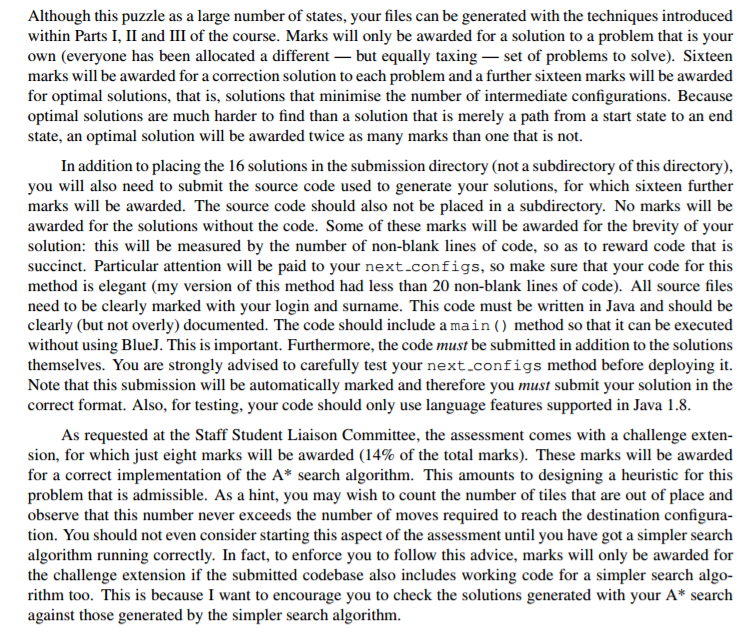 Although this puzzle as a large number of states, your files can be generated with the techniques introduced
within Parts I, II and III of the course. Marks will only be awarded for a solution to a problem that is your
own (everyone has been allocated a different — but equally taxing — set of problems to solve). Sixteen
marks will be awarded for a correction solution to each problem and a further sixteen marks will be awarded
for optimal solutions, that is, solutions that minimise the number of intermediate configurations. Because
optimal solutions are much harder to find than a solution that is merely a path from a start state to an end
state, an optimal solution will be awarded twice as many marks than one that is not.
In addition to placing the 16 solutions in the submission directory (not a subdirectory of this directory),
you will also need to submit the source code used to generate your solutions, for which sixteen further
marks will be awarded. The source code should also not be placed in a subdirectory. No marks will be
awarded for the solutions without the code. Some of these marks will be awarded for the brevity of your
solution: this will be measured by the number of non-blank lines of code, so as to reward code that is
succinct. Particular attention will be paid to your next_configs, so make sure that your code for this
method is elegant (my version of this method had less than 20 non-blank lines of code). All source files
need to be clearly marked with your login and surname. This code must be written in Java and should be
clearly (but not overly) documented. The code should include a main() method so that it can be executed
without using BlueJ. This is important. Furthermore, the code must be submitted in addition to the solutions
themselves. You are strongly advised to carefully test your next_configs method before deploying it.
Note that this submission will be automatically marked and therefore you must submit your solution in the
correct format. Also, for testing, your code should only use language features supported in Java 1.8.
As requested at the Staff Student Liaison Committee, the assessment comes with a challenge exten-
sion, for which just eight marks will be awarded (14% of the total marks). These marks will be awarded
for a correct implementation of the A* search algorithm. This amounts to designing a heuristic for this
problem that is admissible. As a hint, you may wish to count the number of tiles that are out of place and
observe that this number never exceeds the number of moves required to reach the destination configura-
tion. You should not even consider starting this aspect of the assessment until you have got a simpler search
algorithm running correctly. In fact, to enforce you to follow this advice, marks will only be awarded for
the challenge extension if the submitted codebase also includes working code for a simpler search algo-
rithm too. This is because I want to encourage you to check the solutions generated with your A* search
against those generated by the simpler search algorithm.